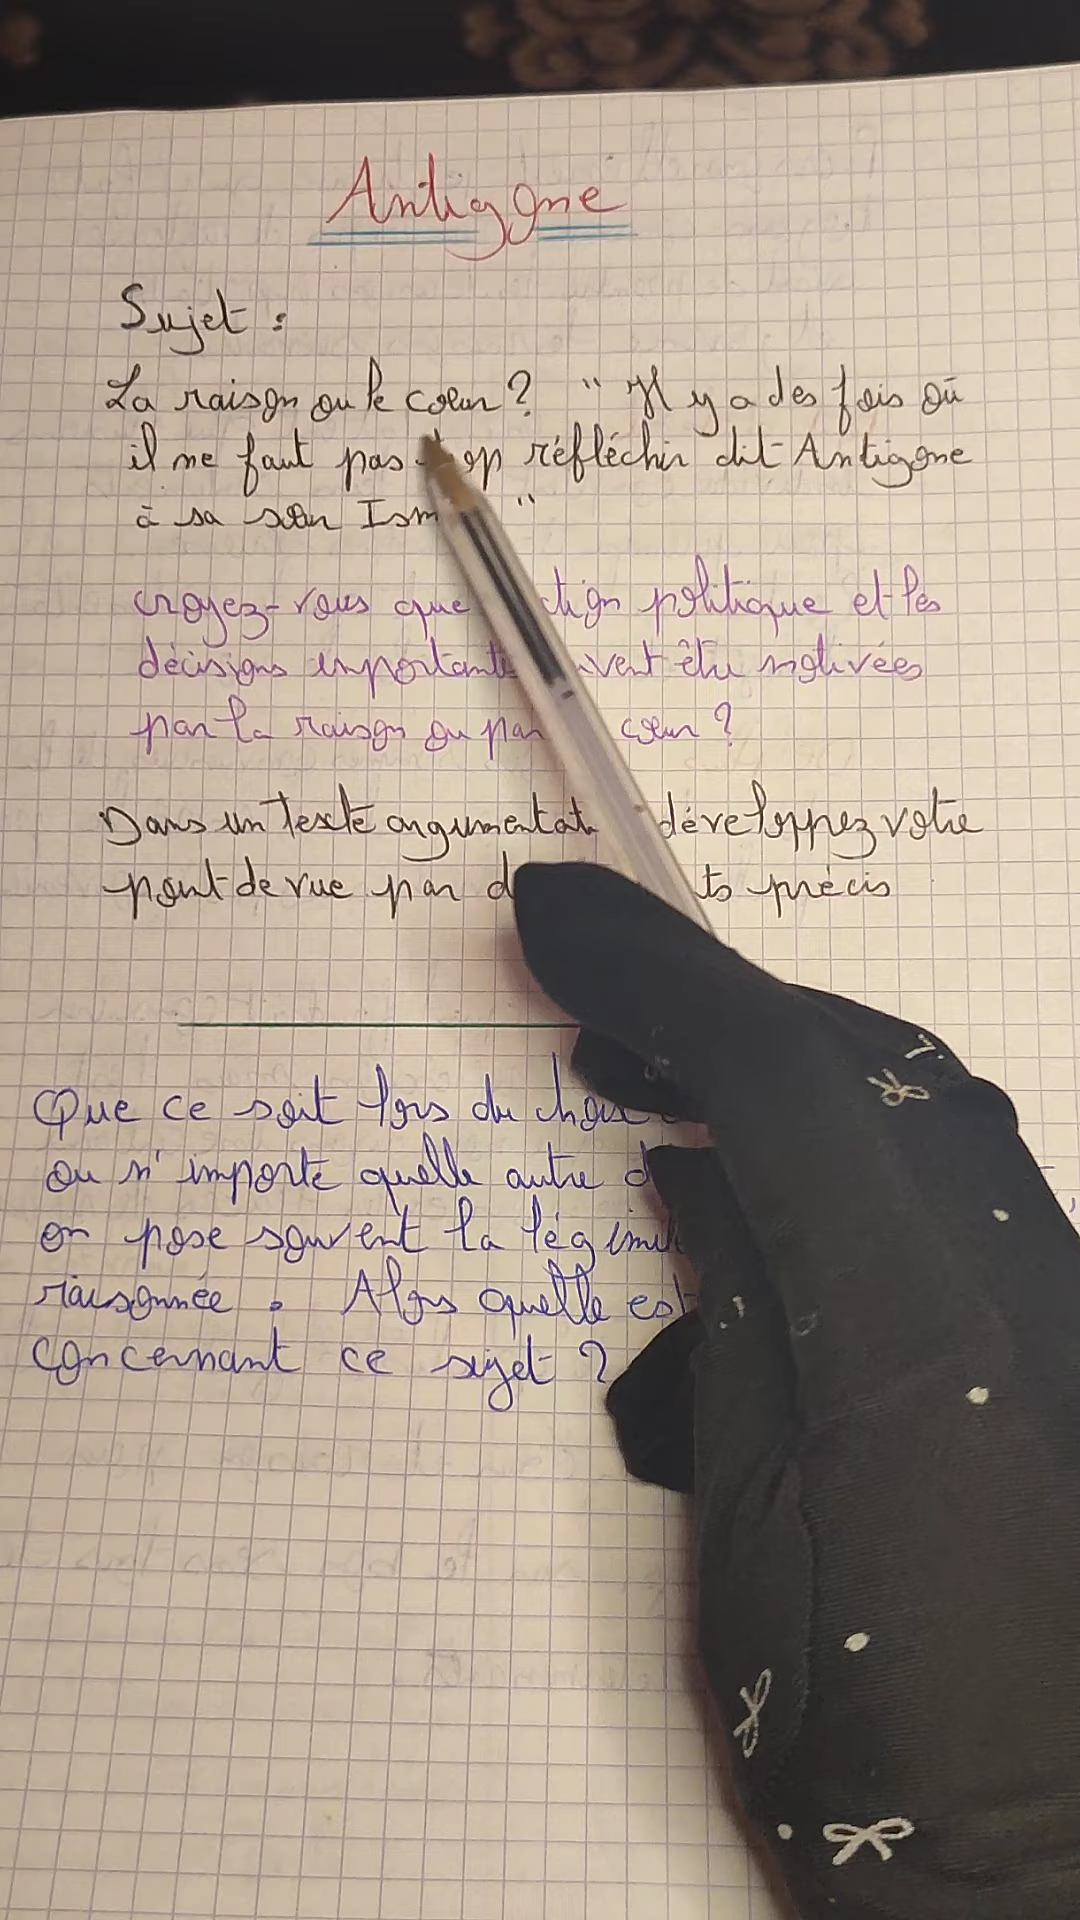 Antigone
Sujet :
La raison ou le cœur ? " Il y a des fois où
il ne faut pas réfléchir dit Antigone
à sa sœur "
croyez-vous que politique et les
décisions être motivées
par la raison ou par cœur ?
Dans un texte développez votre
point de vue par précis
Que ce soit lors du
ou n'importe quelle autre
on pose souvent la
raisonnée . Alors quelle est
concernant ce sujet ?